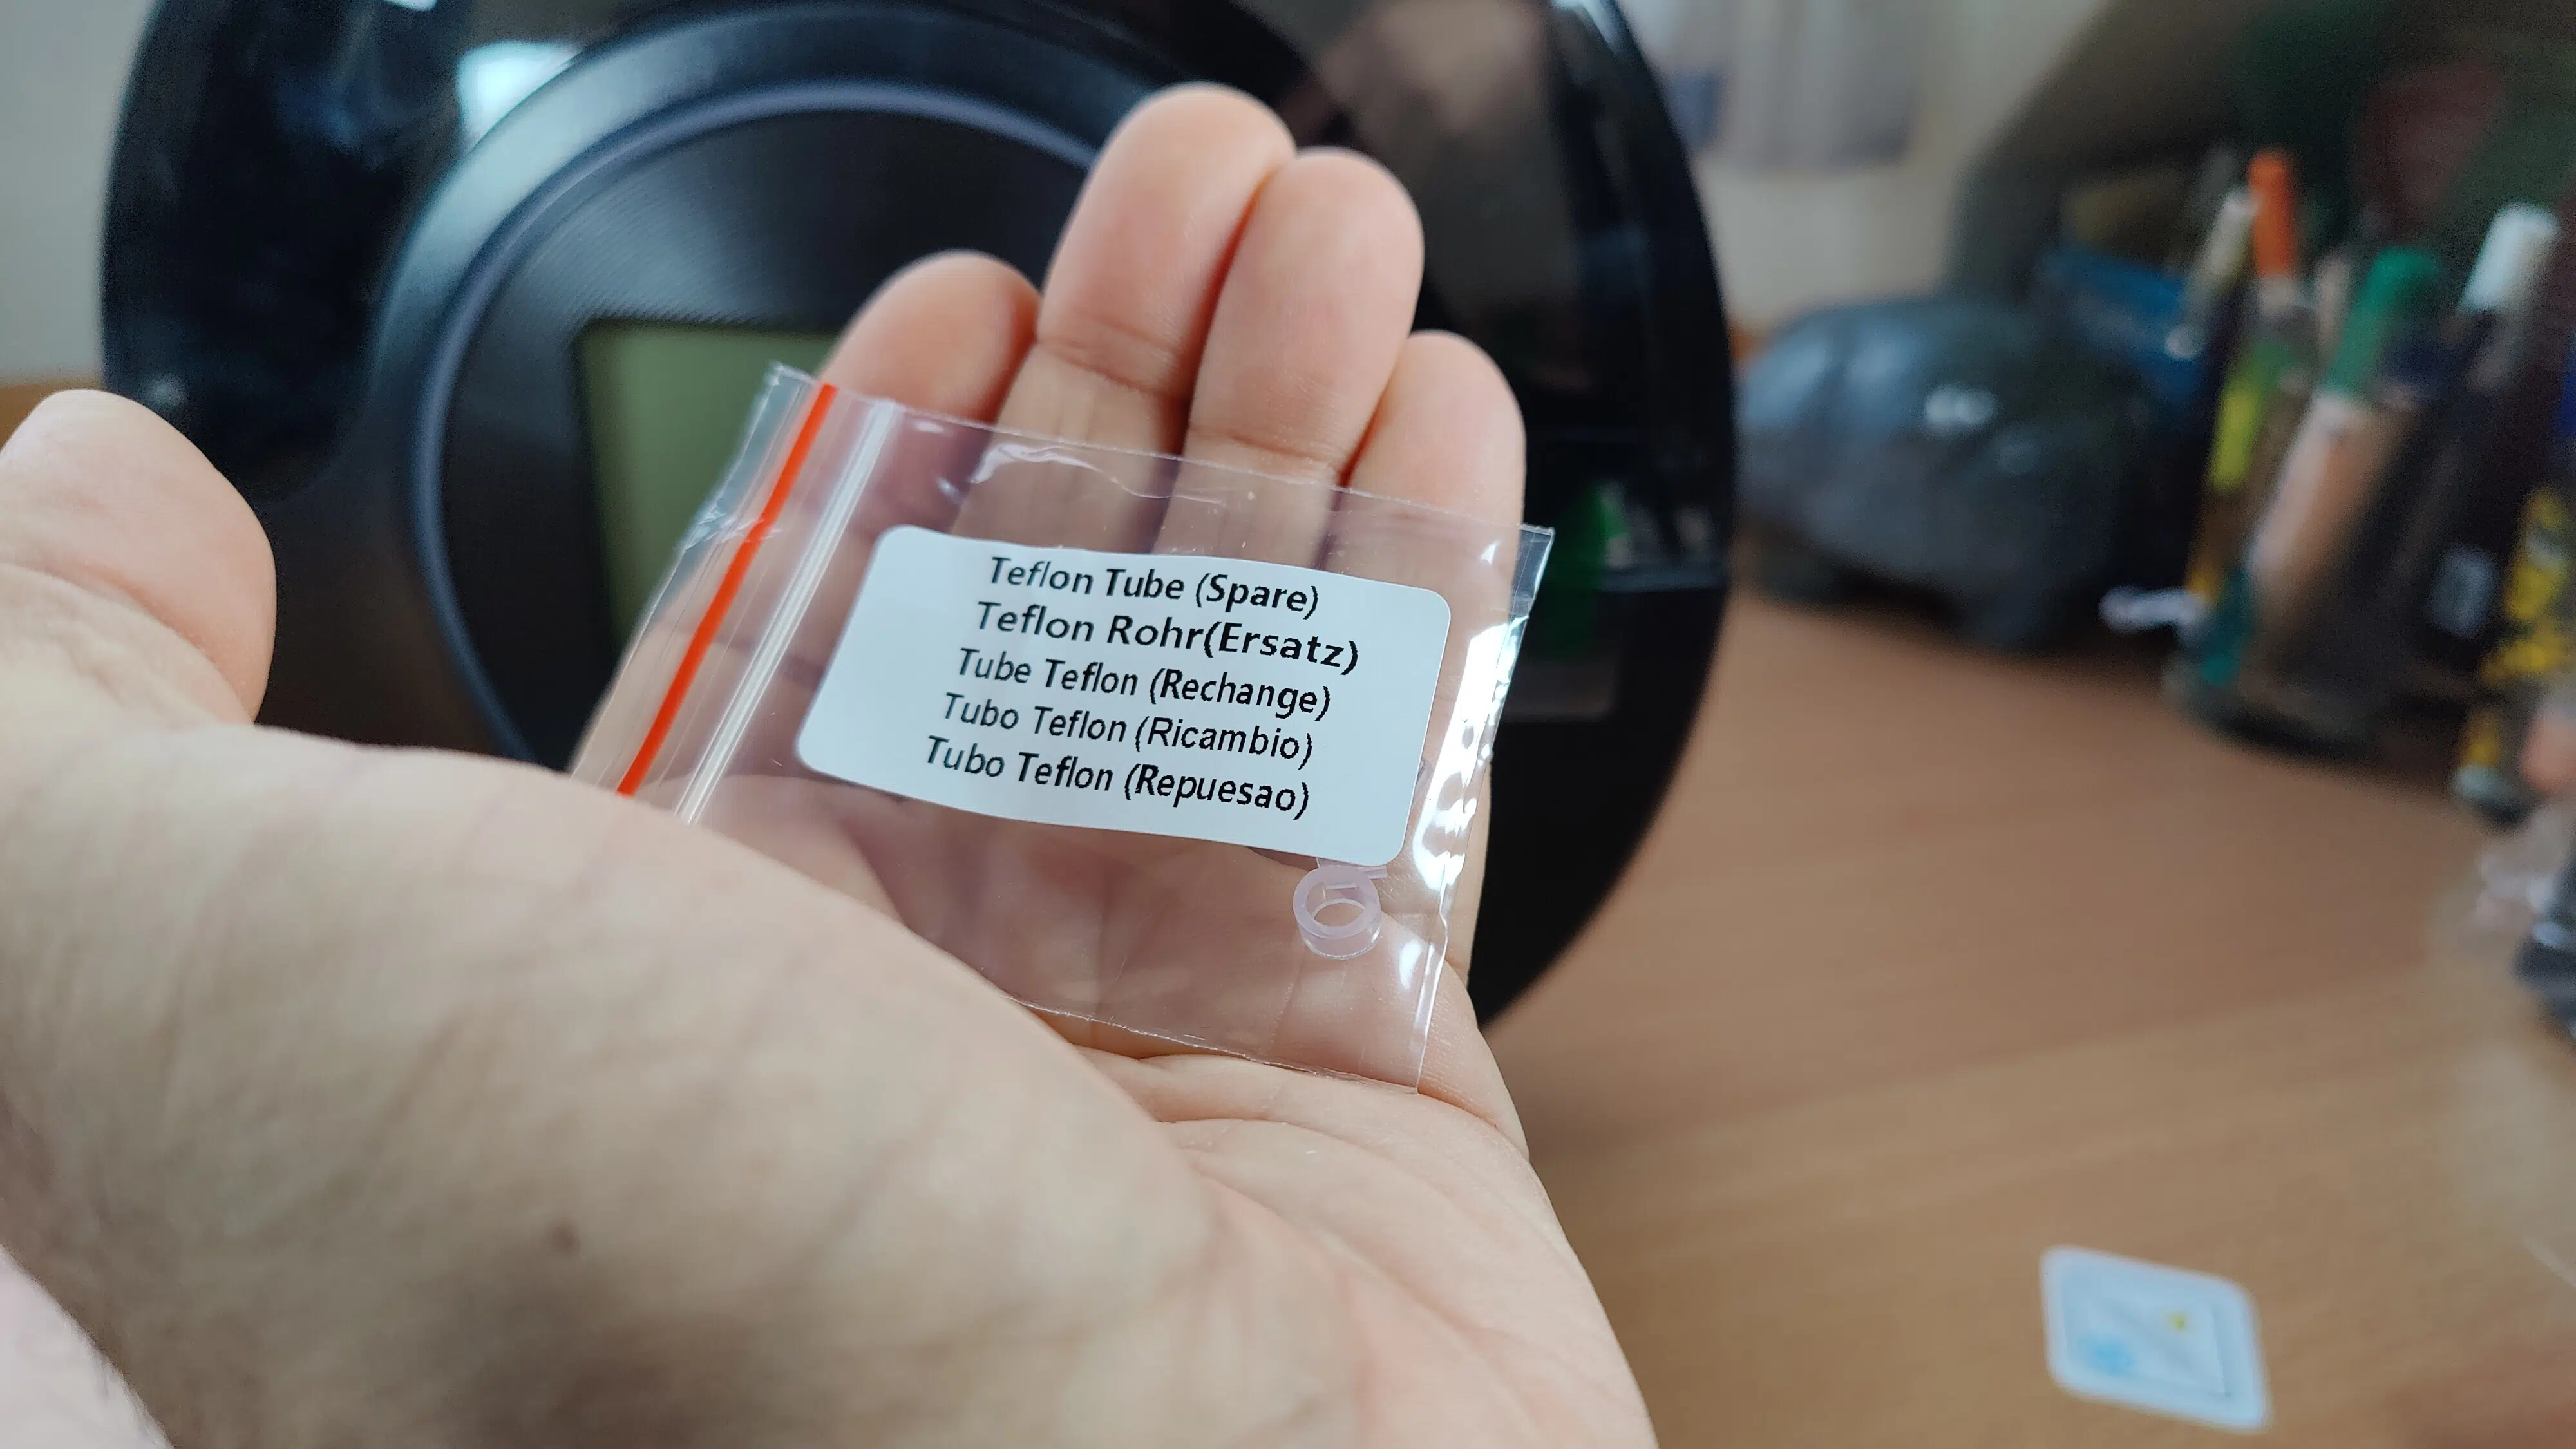 Teflon Tube (Spare)
Teflon Rohr(Ersatz)
Tube Teflon (Rechange)
Tubo Teflon (Ricambio)
Tubo Teflon (Repuesao)